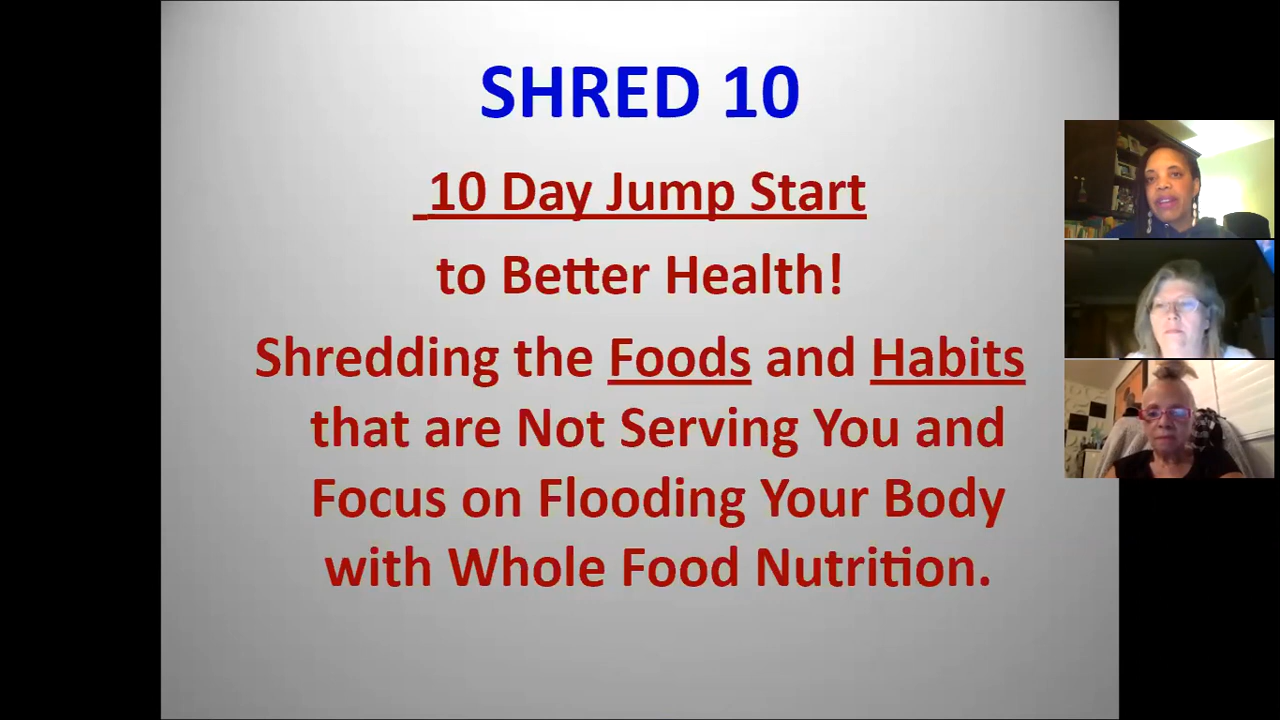 SHRED 10
10 Day Jump Start
to Better Health!
Shredding the Foods and Habits
that are Not Serving You and
Focus on Flooding Your Body
with Whole Food Nutrition.